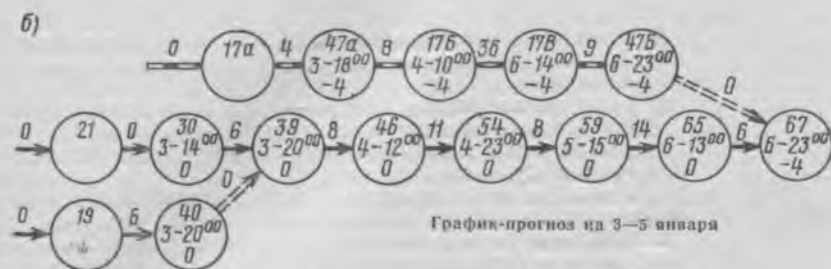 б)
0 17а 4 47а 3-18⁰⁰ -4 8 17б 4-10⁰⁰ -4 36 17в 6-14⁰⁰ -4 9 47б 6-23⁰⁰ -4 0
0 21 0 30 3-14⁰⁰ 0 6 39 3-20⁰⁰ 0 8 46 4-12⁰⁰ 0 11 54 4-23⁰⁰ 0 8 59 5-15⁰⁰ 0 14 65 6-13⁰⁰ 0 6 67 6-23⁰⁰ -4
0 19 6 40 3-20⁰⁰ 0 0
График-прогноз на 3—5 января